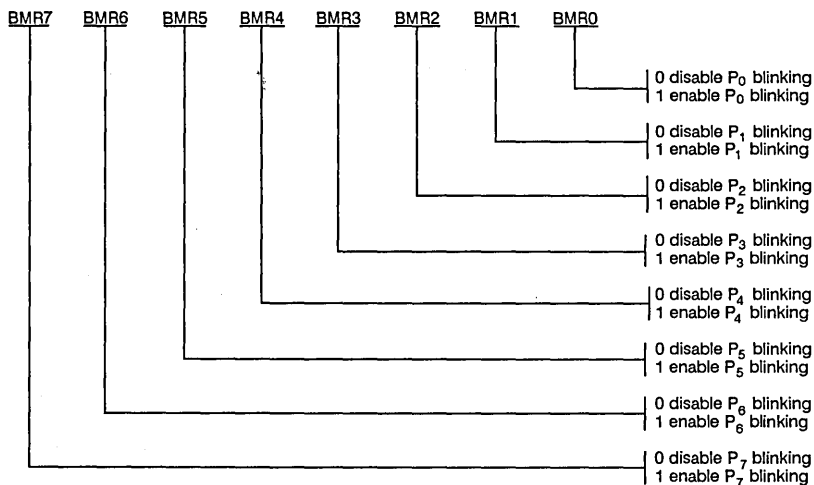 BMR7 BMR6 BMR5 BMR4 BMR3 BMR2 BMR1 BMR0
0 disable P₀ blinking
1 enable P₀ blinking
0 disable P₁ blinking
1 enable P₁ blinking
0 disable P₂ blinking
1 enable P₂ blinking
0 disable P₃ blinking
1 enable P₃ blinking
0 disable P₄ blinking
1 enable P₄ blinking
0 disable P₅ blinking
1 enable P₅ blinking
0 disable P₆ blinking
1 enable P₆ blinking
0 disable P₇ blinking
1 enable P₇ blinking